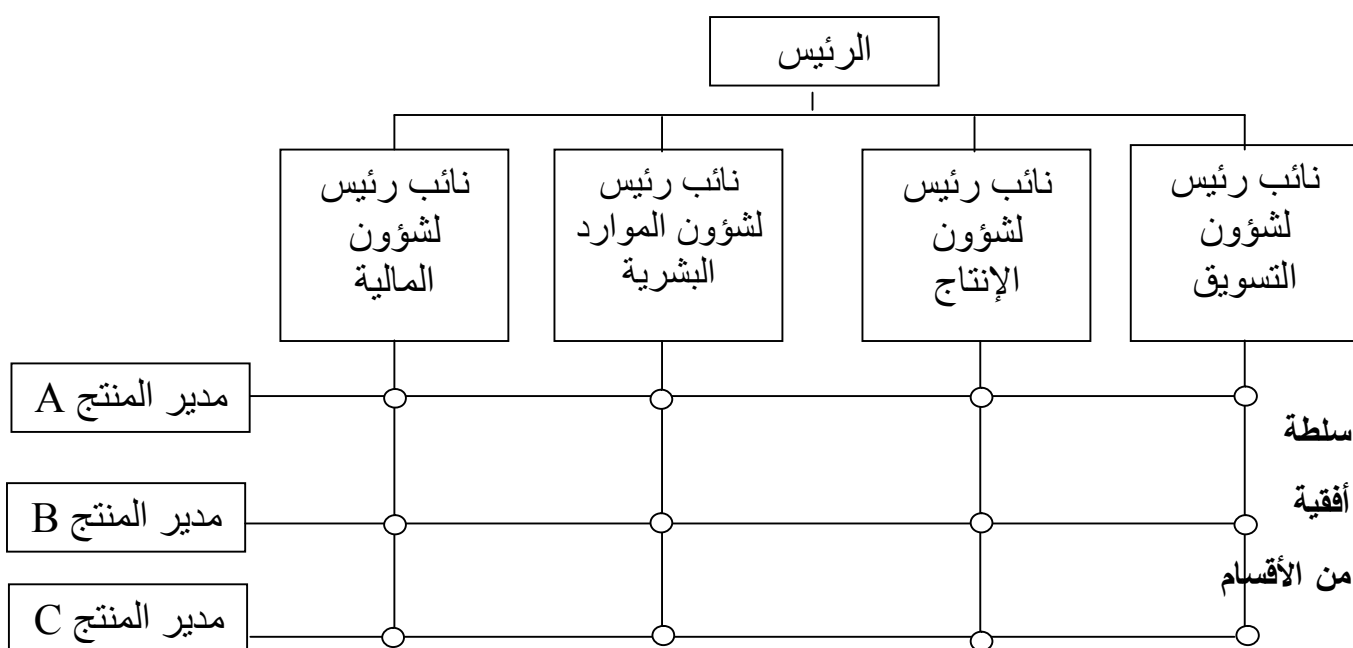 الرئيس
نائب رئيس
لشؤون
التسويق
نائب رئيس
لشؤون
الإنتاج
نائب رئيس
لشؤون الموارد
البشرية
نائب رئيس
لشؤون
المالية
مدير المنتج A
سلطة
أفقية
من الأقسام
مدير المنتج B
مدير المنتج C